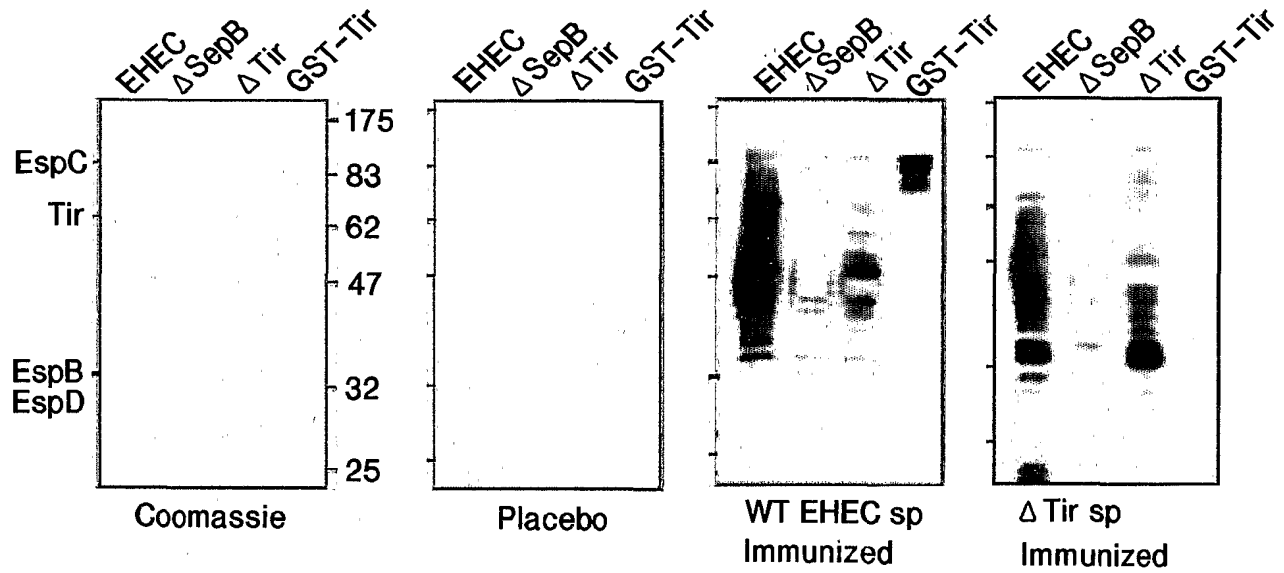 EHEC ΔSepB ΔTir GST-Tir
EHEC ΔSepB ΔTir GST-Tir
EHEC ΔSepB ΔTir GST-Tir
EHEC ΔSepB ΔTir GST-Tir
EspC
Tir
EspB
EspD
175
83
62
47
32
25
Coomassie
Placebo
WT EHEC sp
Immunized
Δ Tir sp
Immunized